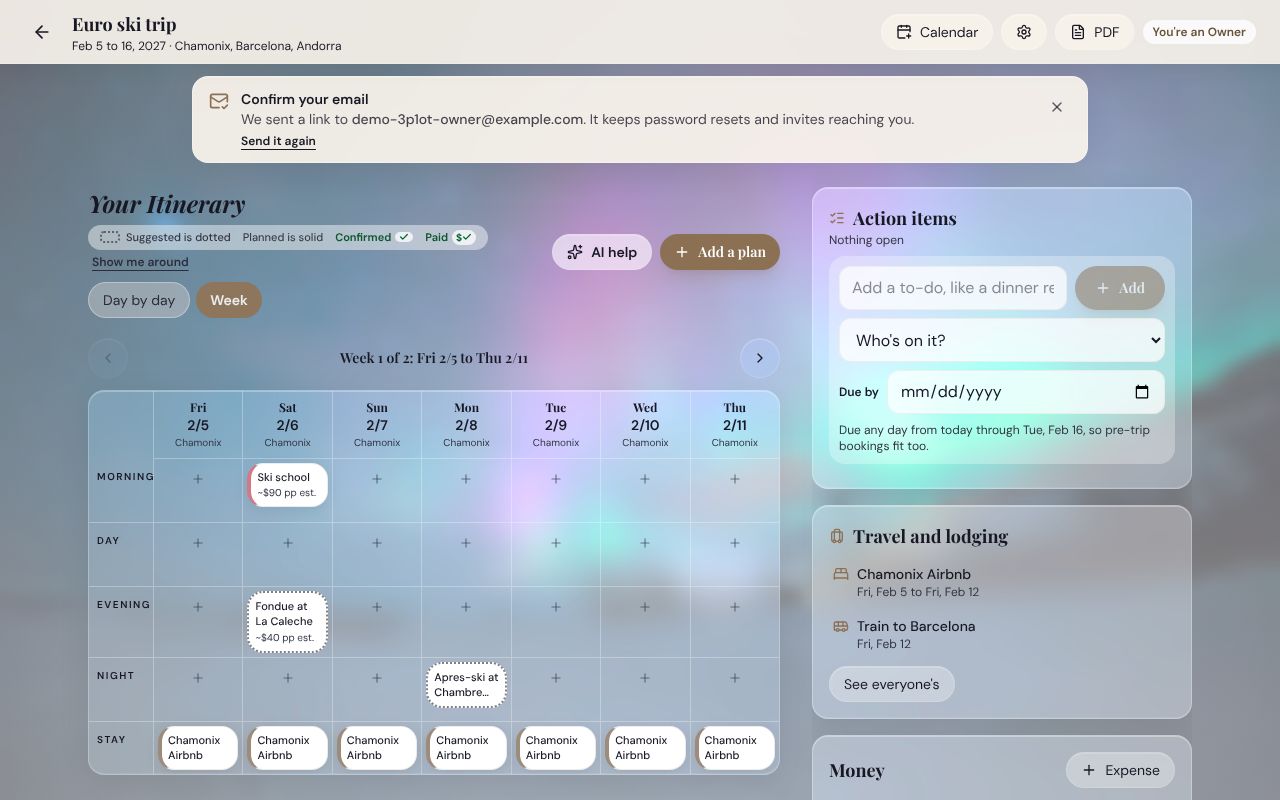 Euro ski trip
Feb 5 to 16, 2027 · Chamonix, Barcelona, Andorra
Calendar
PDF
You're an Owner
Confirm your email
We sent a link to demo-3p1ot-owner@example.com. It keeps password resets and invites reaching you.
Send it again
Your Itinerary
Suggested is dotted Planned is solid Confirmed Paid $
Show me around
AI help
Add a plan
Day by day
Week
Week 1 of 2: Fri 2/5 to Thu 2/11
Fri Sat Sun Mon Tue Wed Thu
2/5 2/6 2/7 2/8 2/9 2/10 2/11
Chamonix Chamonix Chamonix Chamonix Chamonix Chamonix Chamonix
MORNING
Ski school
~$90 pp est.
DAY
EVENING
Fondue at
La Caleche
~$40 pp est.
NIGHT
Apres-ski at
Chambre…
STAY
Chamonix Chamonix Chamonix Chamonix Chamonix Chamonix Chamonix
Airbnb Airbnb Airbnb Airbnb Airbnb Airbnb Airbnb
Action items
Nothing open
Add a to-do, like a dinner re
Add
Who's on it?
Due by
mm/dd/yyyy
Due any day from today through Tue, Feb 16, so pre-trip
bookings fit too.
Travel and lodging
Chamonix Airbnb
Fri, Feb 5 to Fri, Feb 12
Train to Barcelona
Fri, Feb 12
See everyone's
Money
Expense